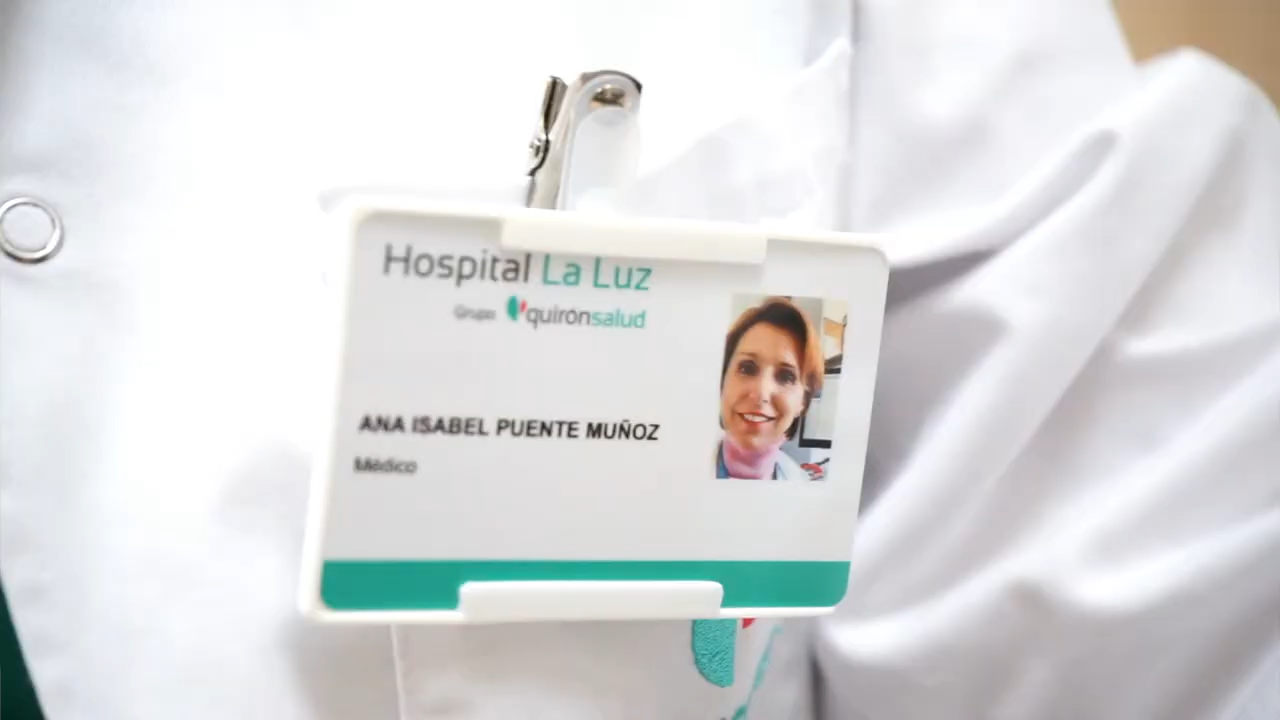 Hospital La Luz
Grupo quirónsalud
ANA ISABEL PUENTE MUÑOZ
Médico